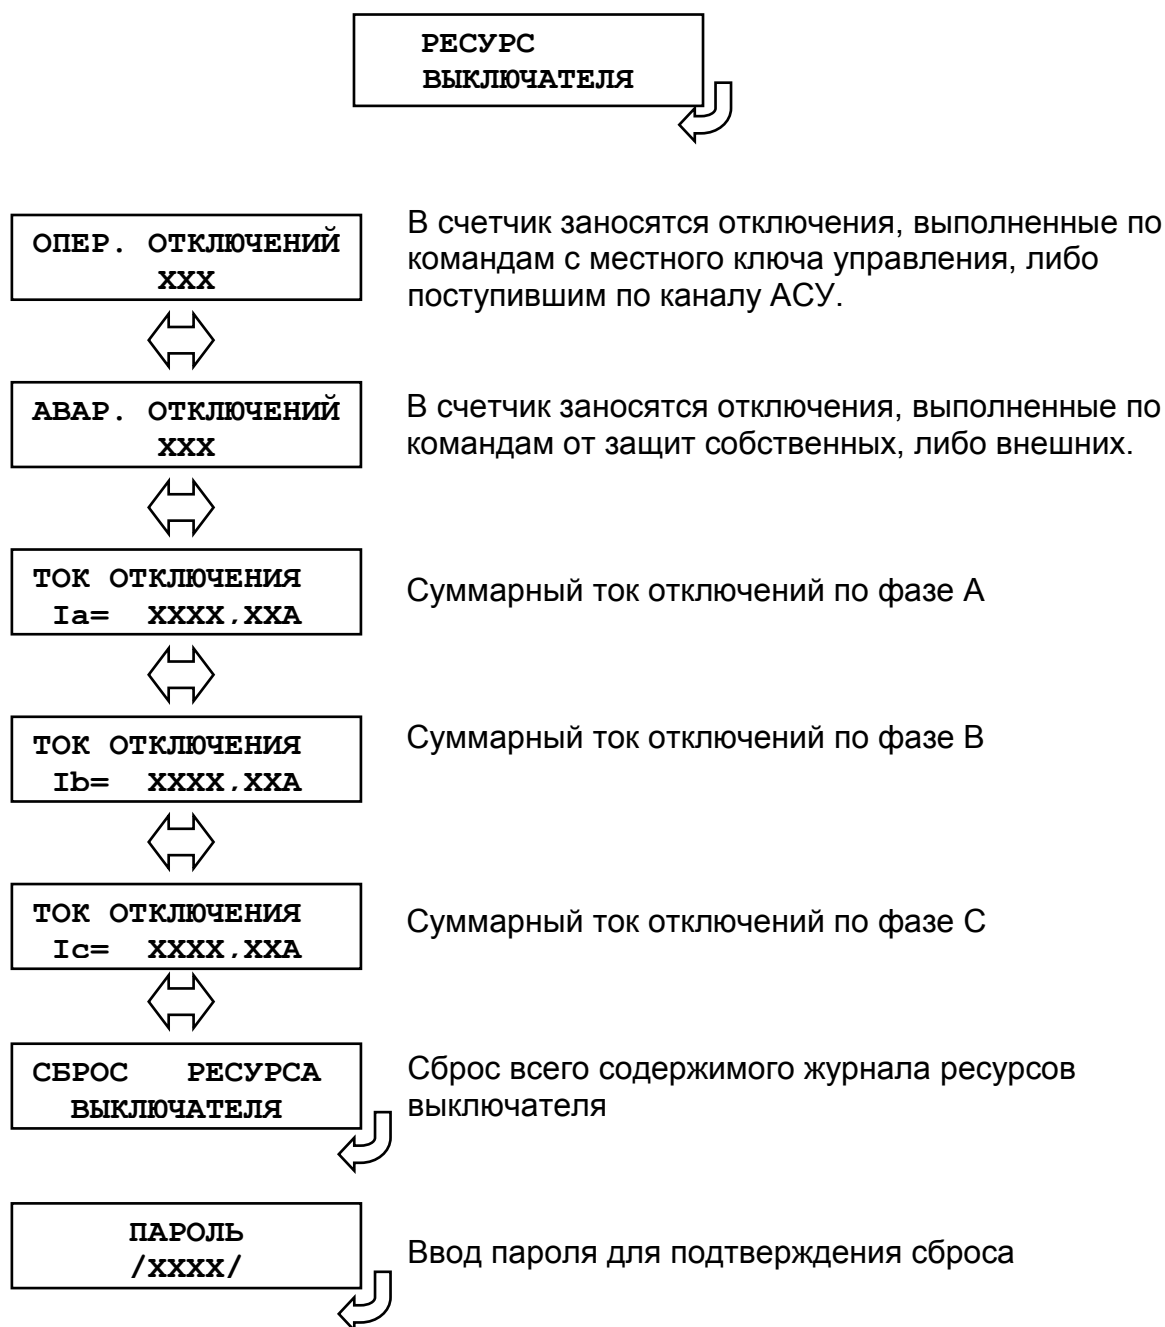 РЕСУРС
ВЫКЛЮЧАТЕЛЯ
ОПЕР. ОТКЛЮЧЕНИЙ
XXX
В счетчик заносятся отключения, выполненные по
командам с местного ключа управления, либо
поступившим по каналу АСУ.
АВАР. ОТКЛЮЧЕНИЙ
XXX
В счетчик заносятся отключения, выполненные по
командам от защит собственных, либо внешних.
ТОК ОТКЛЮЧЕНИЯ
Ia= XXXX,XXA
Суммарный ток отключений по фазе А
ТОК ОТКЛЮЧЕНИЯ
Ib= XXXX,XXA
Суммарный ток отключений по фазе В
ТОК ОТКЛЮЧЕНИЯ
Ic= XXXX,XXA
Суммарный ток отключений по фазе С
СБРОС РЕСУРСА
ВЫКЛЮЧАТЕЛЯ
Сброс всего содержимого журнала ресурсов
выключателя
ПАРОЛЬ
/XXXX/
Ввод пароля для подтверждения сброса